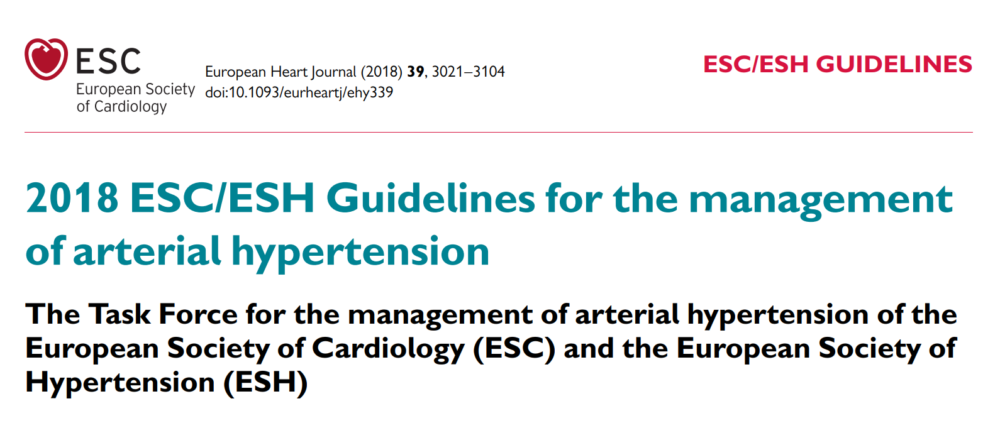 ESC
European Society
of Cardiology
European Heart Journal (2018) 39, 3021–3104
doi:10.1093/eurheartj/ehy339
ESC/ESH GUIDELINES
2018 ESC/ESH Guidelines for the management
of arterial hypertension
The Task Force for the management of arterial hypertension of the
European Society of Cardiology (ESC) and the European Society of
Hypertension (ESH)